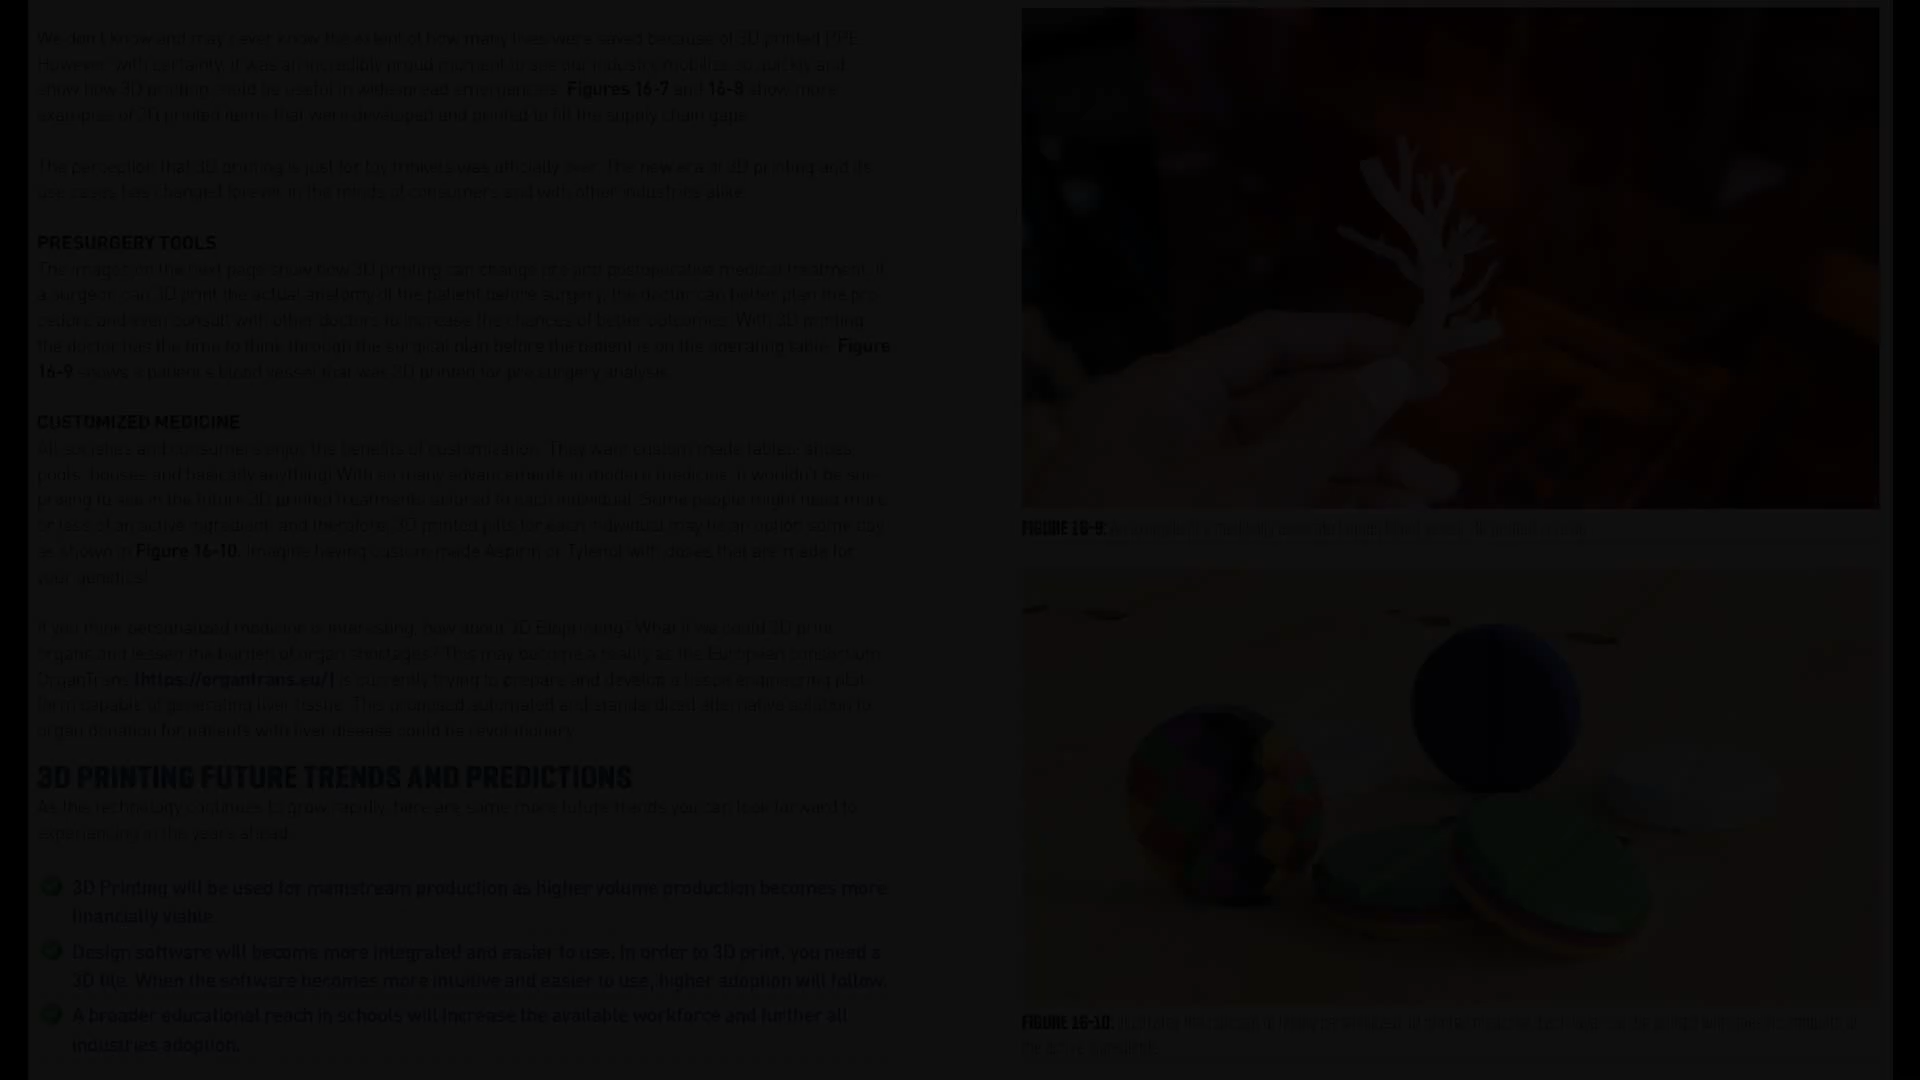 We don't know and may never know the extent of how many lives were saved because of 3D printed PPE.
However, with certainty, it was an incredibly proud moment to see our industry mobilize so quickly and
show how 3D printing could be useful in widespread emergencies. Figures 16-7 and 16-8 show more
examples of 3D printed items that were developed and printed to fill the supply chain gaps.
The perception that 3D printing is just for toy trinkets was officially over. The new era of 3D printing and its
use cases has changed forever in the minds of consumers and with other industries alike.
PRESURGERY TOOLS
The images on the next page show how 3D printing can change pre and postoperative medical treatment. If
a surgeon can 3D print the actual anatomy of the patient before surgery, the doctor can better plan the pro-
cedure and even consult with other doctors to increase the chances of better outcomes. With 3D printing
the doctor has the time to think through the surgical plan before the patient is on the operating table. Figure
16-9 shows a patient's blood vessel that was 3D printed for pre surgery analysis.
CUSTOMIZED MEDICINE
All societies and consumers enjoy the benefits of customization. They want custom made tables, shoes,
pools, houses and basically anything! With so many advancements in modern medicine, it wouldn't be sur-
prising to see in the future 3D printed treatments tailored to each individual. Some people might need more
or less of an active ingredient, and therefore, 3D printed pills for each individual may be an option some day
as shown in Figure 16-10. Imagine having custom made Aspirin or Tylenol with doses that are made for
your genetics!
If you think personalized medicine is interesting, how about 3D Bioprinting? What if we could 3D print
organs and lessen the burden of organ shortages? This may become a reality as the European consortium
OrganTrans (https://organtrans.eu/) is currently trying to prepare and develop a tissue engineering plat-
form capable of generating liver tissue. This proposed automated and standardized alternative solution to
organ donation for patients with liver disease could be revolutionary.
3D PRINTING FUTURE TRENDS AND PREDICTIONS
As this technology continues to grow rapidly, here are some more future trends you can look forward to
experiencing in the years ahead:
3D Printing will be used for mainstream production as higher volume production becomes more
financially viable.
Design software will become more integrated and easier to use. In order to 3D print, you need a
3D file. When the software becomes more intuitive and easier to use, higher adoption will follow.
A broader educational reach in schools will increase the available workforce and further all
industries adoption.
FIGURE 16-9:
FIGURE 16-10:
the active standards.